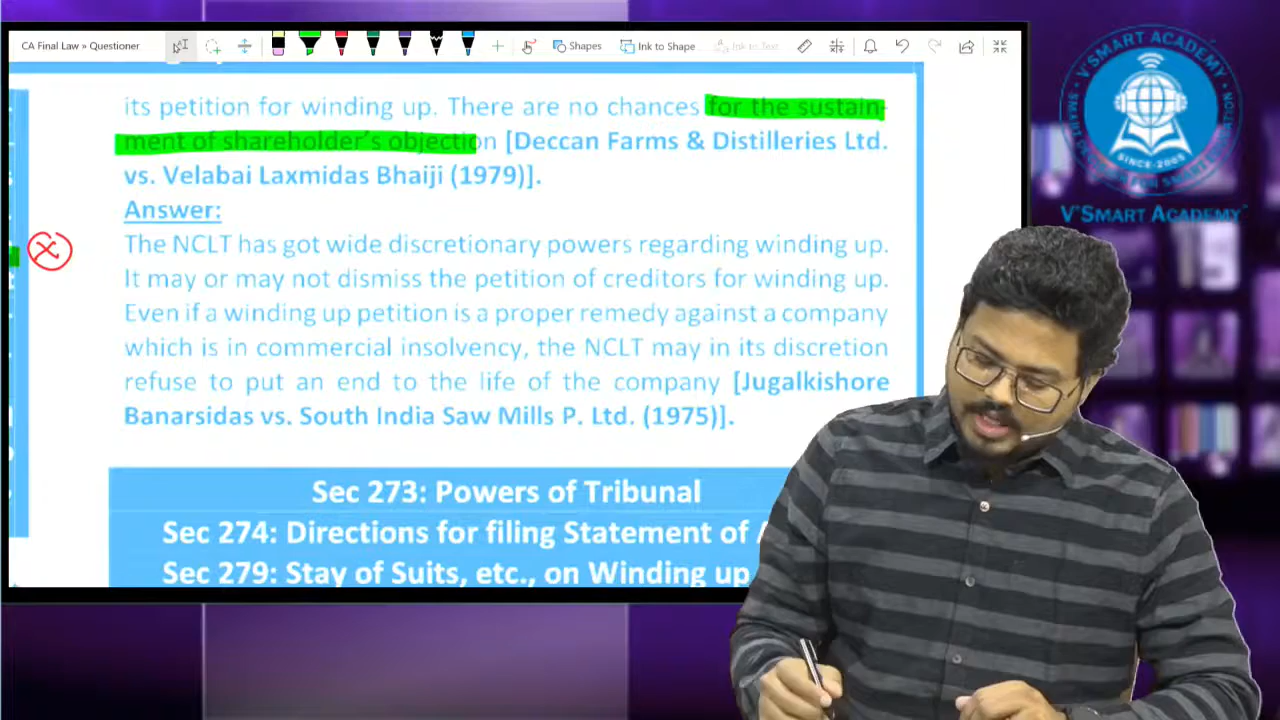 CA Final Law » Questioner
Shapes
Ink to Shape
Ink to Text
its petition for winding up. There are no chances for the sustain-
ment of shareholder's objection [Deccan Farms & Distilleries Ltd.
vs. Velabai Laxmidas Bhaiji (1979)].
Answer:
The NCLT has got wide discretionary powers regarding winding up.
It may or may not dismiss the petition of creditors for winding up.
Even if a winding up petition is a proper remedy against a company
which is in commercial insolvency, the NCLT may in its discretion
refuse to put an end to the life of the company [Jugalkishore
Banarsidas vs. South India Saw Mills P. Ltd. (1975)].
Sec 273: Powers of Tribunal
Sec 274: Directions for filing Statement of
Sec 279: Stay of Suits, etc., on Winding up
V'SMART ACADEMY
SINCE-2005
V'SMART ACADEMY